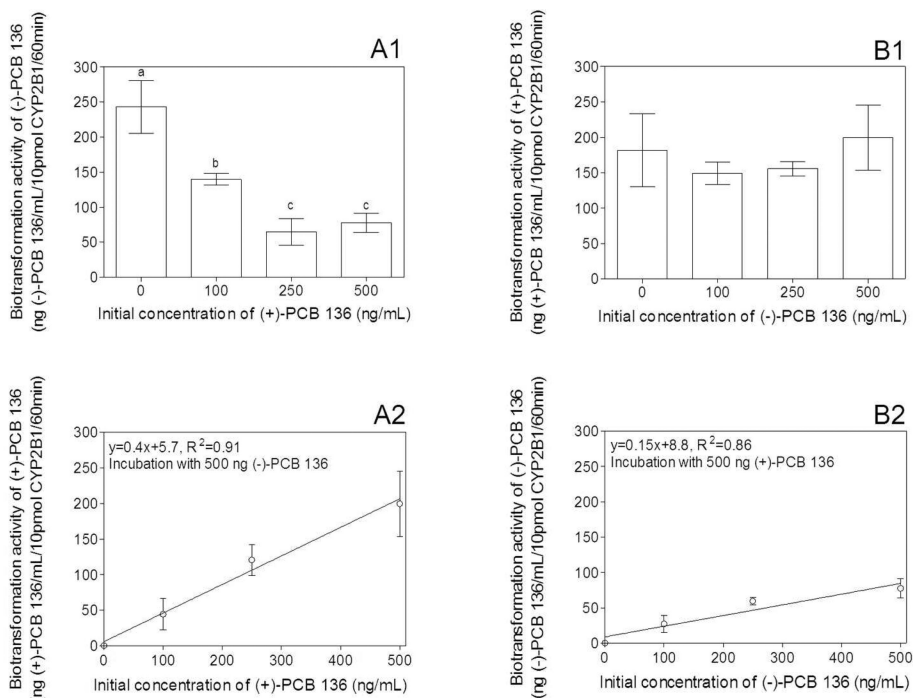 A1
Biotransformation activity of (-)-PCB 136
(ng (-)-PCB 136/mL/10pmol CYP2B1/60min)
300
250
200
150
100
50
0
a
b
c
c
0 100 250 500
Initial concentration of (+)-PCB 136 (ng/mL)
B1
Biotransformation activity of (+)-PCB 136
(ng (+)-PCB 136/mL/10pmol CYP2B1/60min)
300
250
200
150
100
50
0
0 100 250 500
Initial concentration of (-)-PCB 136 (ng/mL)
A2
Biotransformation activity of (+)-PCB 136
ng (+)-PCB 136/mL/10pmol CYP2B1/60min)
300
250
200
150
100
50
0
y=0.4x+5.7, R²=0.91
Incubation with 500 ng (-)-PCB 136
0 100 200 300 400 500
Initial concentration of (+)-PCB 136 (ng/mL)
B2
Biotransformation activity of (-)-PCB 136
(ng (-)-PCB 136/mL/10pmol CYP2B1/60min)
300
250
200
150
100
50
0
y=0.15x+8.8, R²=0.86
Incubation with 500 ng (+)-PCB 136
0 100 200 300 400 500
Initial concentration of (-)-PCB 136 (ng/mL)